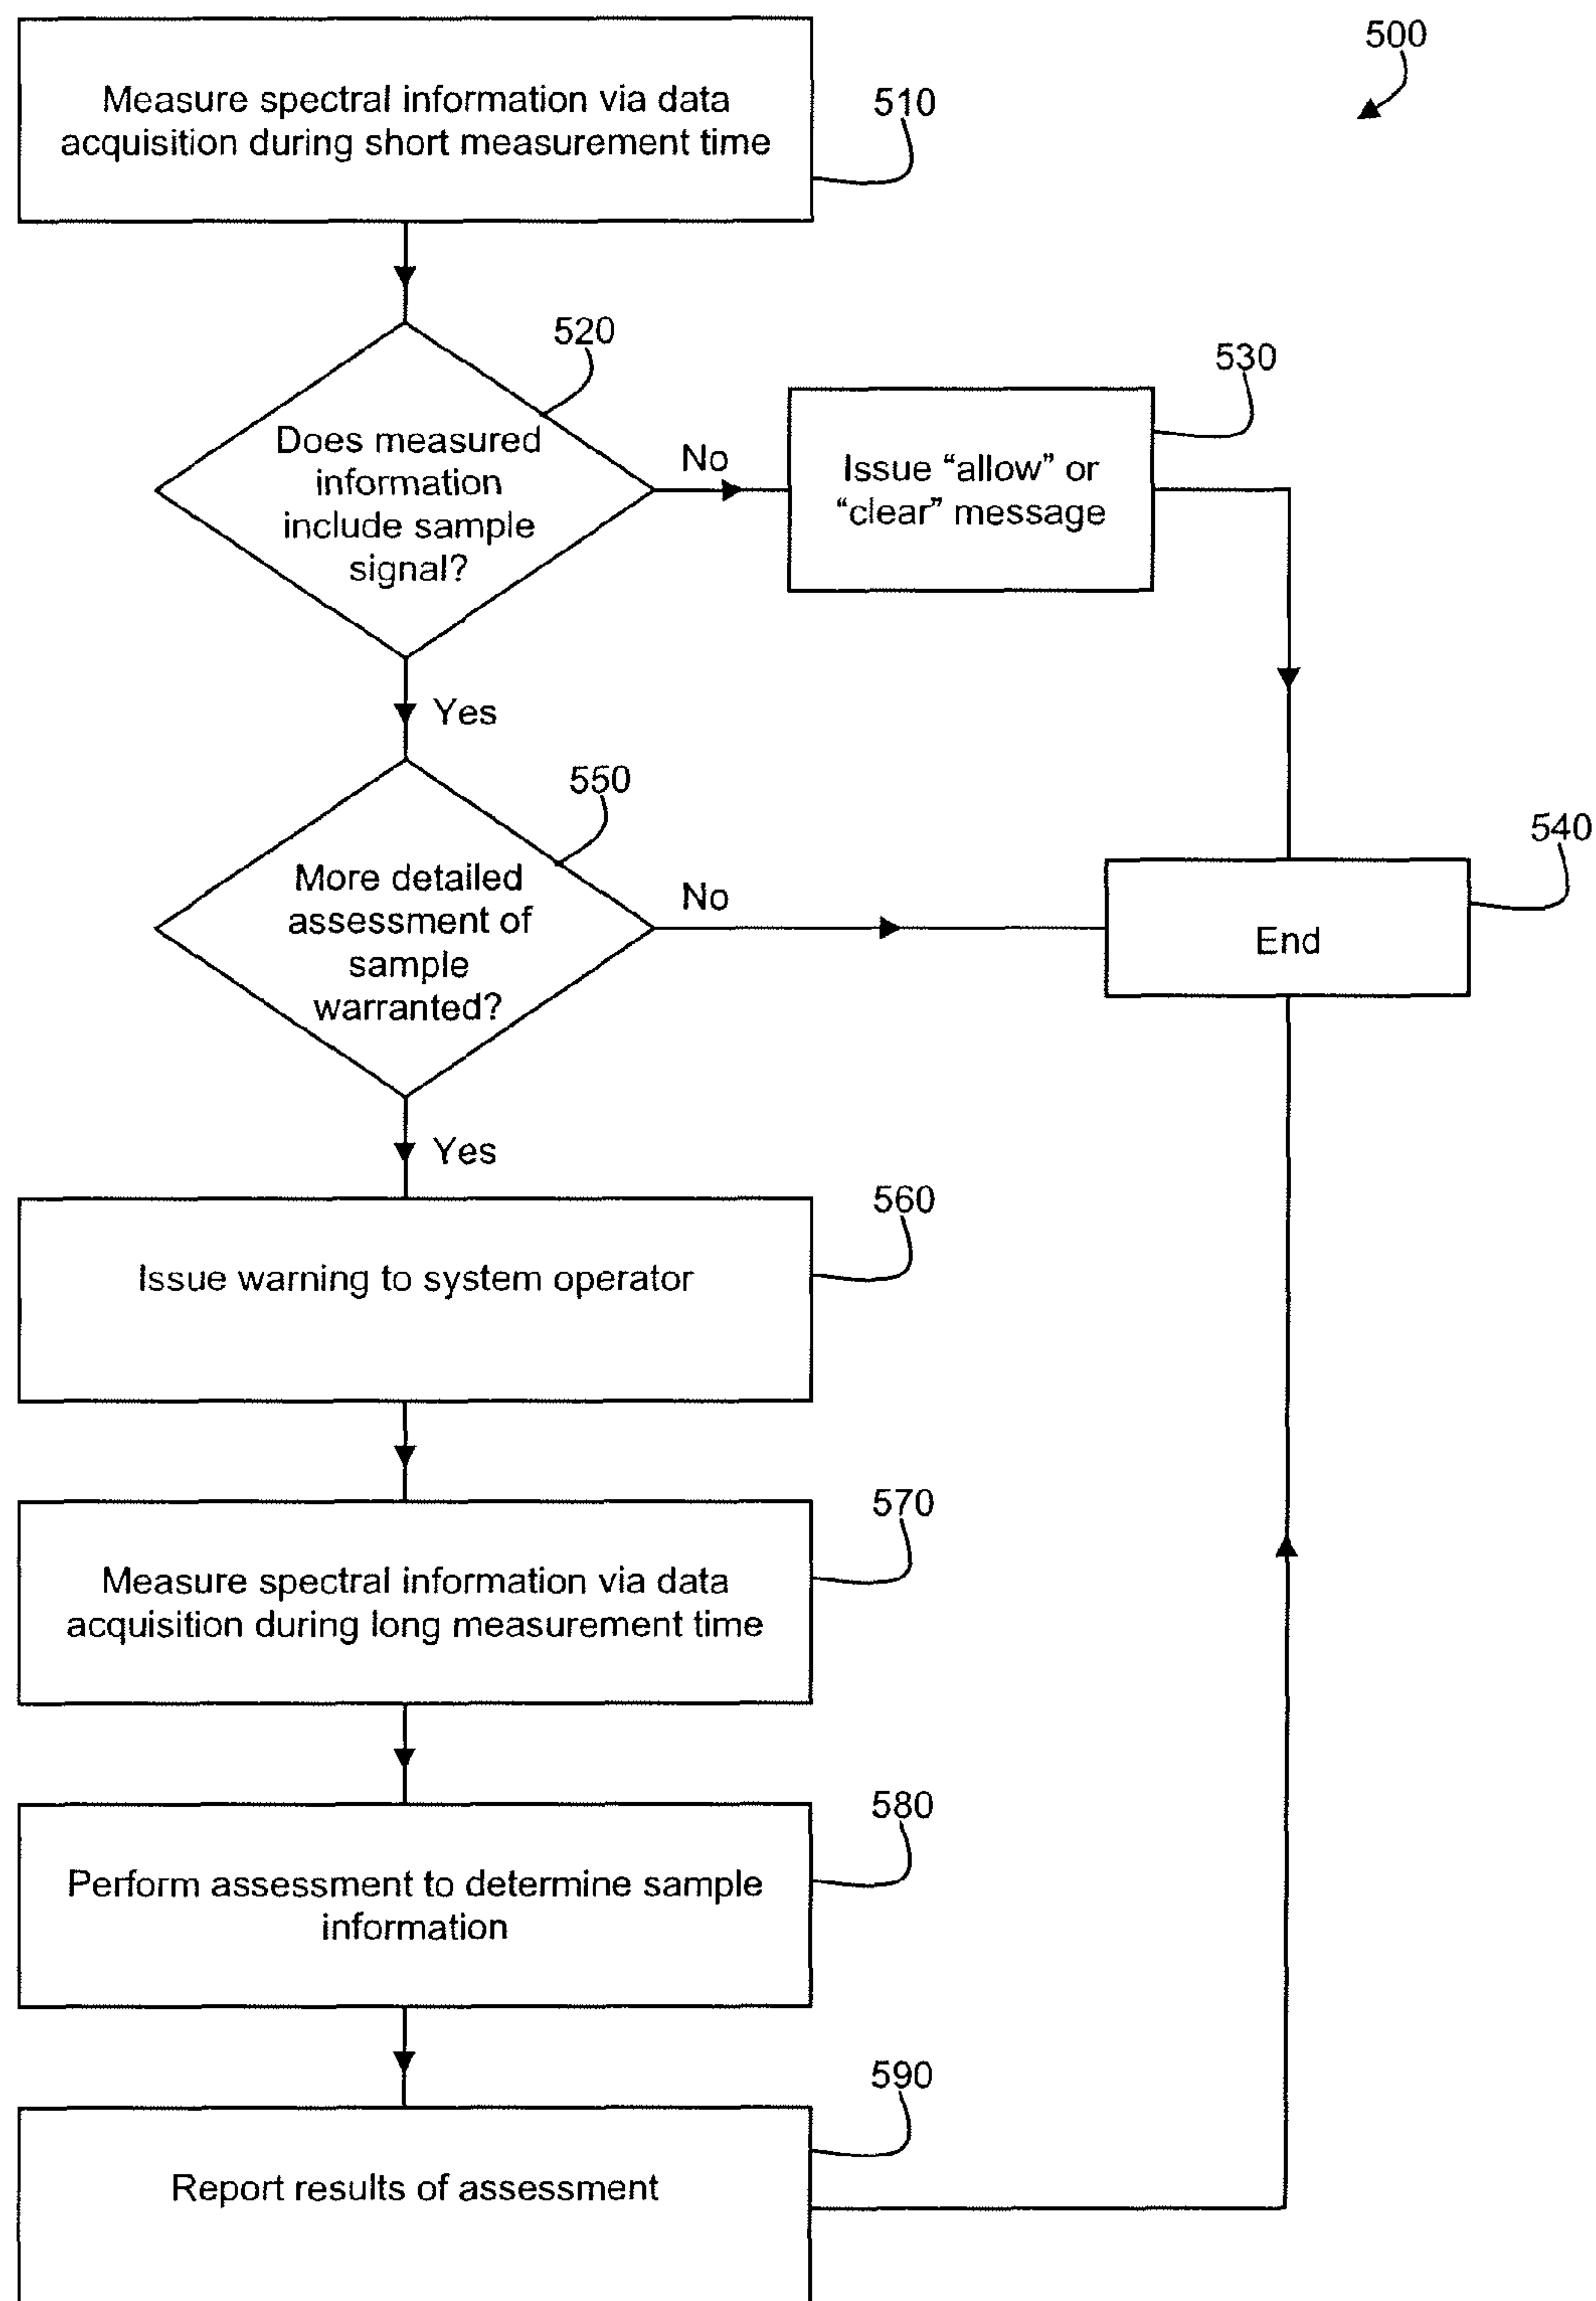 500
Measure spectral information via data
acquisition during short measurement time
510
520
Does measured
information
include sample
signal?
No
530
Issue “allow” or
“clear” message
Yes
550
More detailed
assessment of
sample
warranted?
No
540
End
Yes
560
Issue warning to system operator
570
Measure spectral information via data
acquisition during long measurement time
580
Perform assessment to determine sample
information
590
Report results of assessment